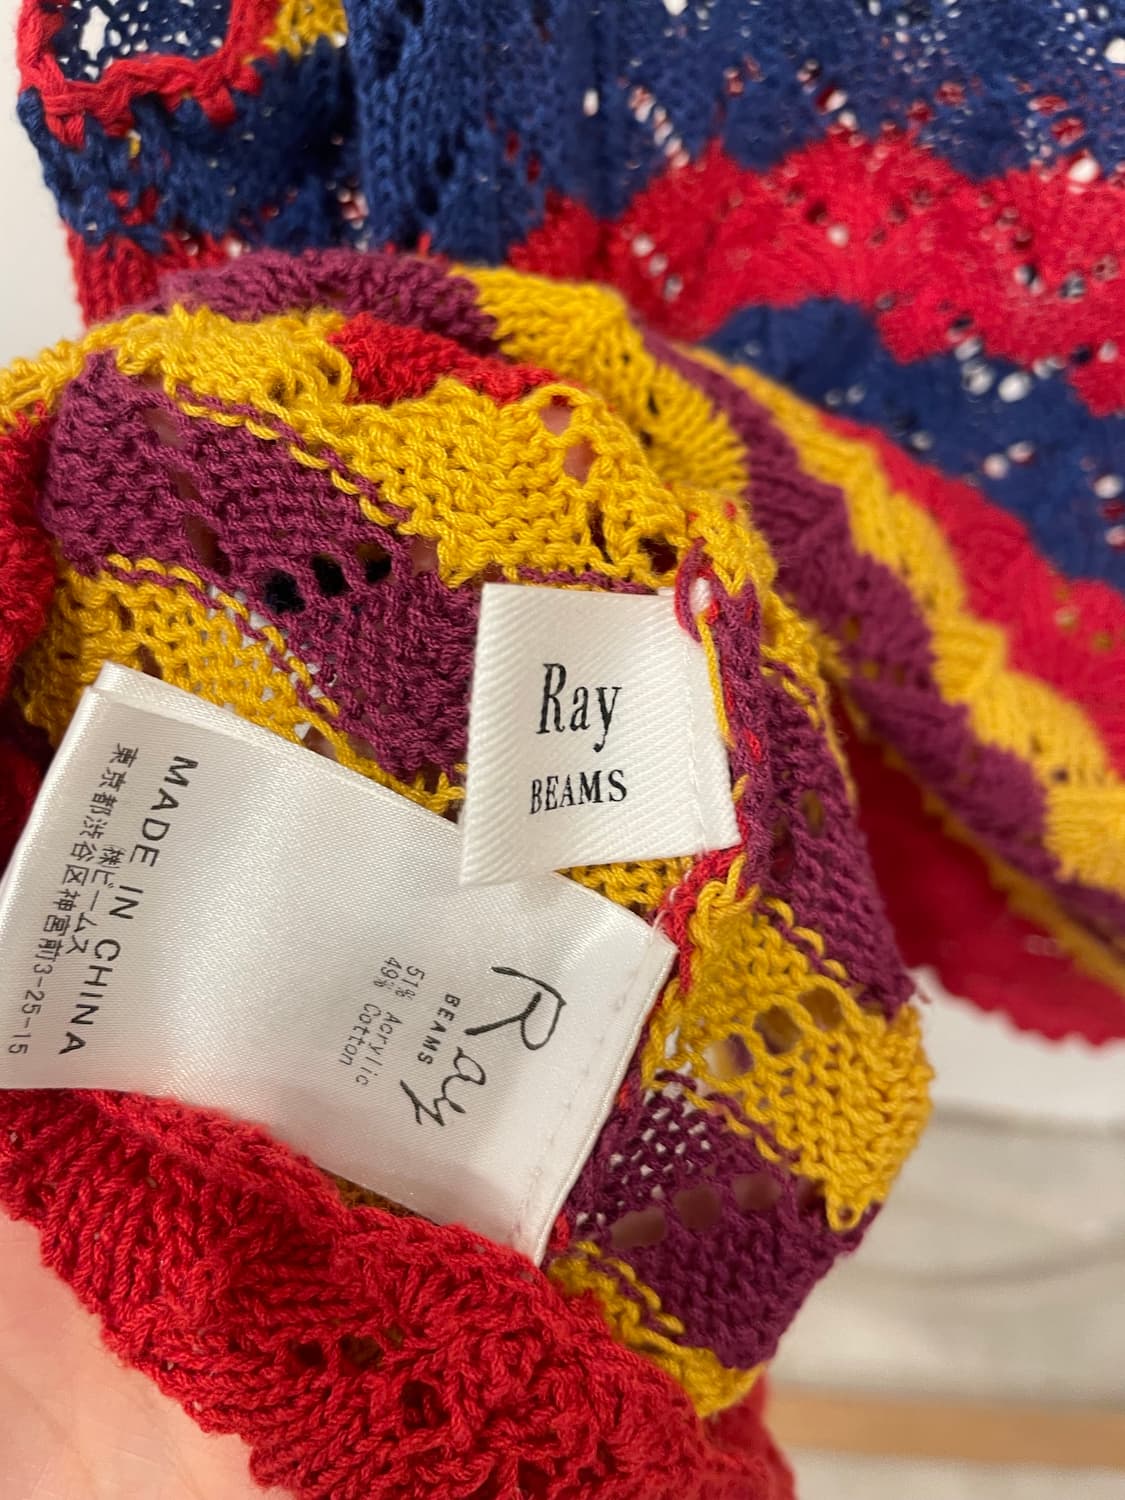 Ray
BEAMS
Ray
BEAMS
51% Acrylic
49% Cotton
MADE IN CHINA
㈱ビームス
東京都渋谷区神宮前3-25-15